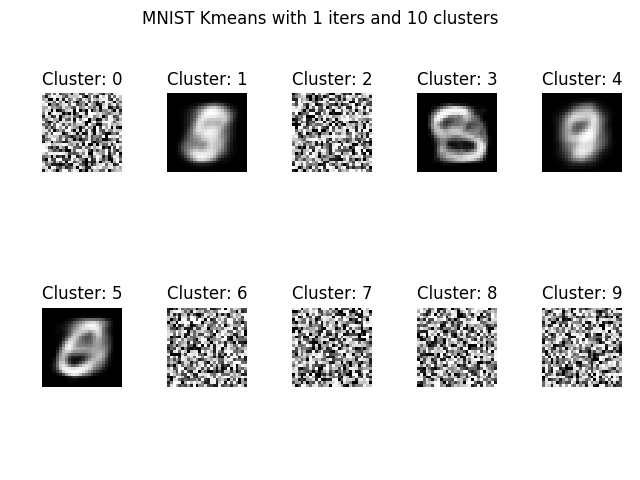 MNIST Kmeans with 1 iters and 10 clusters
Cluster: 0 Cluster: 1 Cluster: 2 Cluster: 3 Cluster: 4
Cluster: 5 Cluster: 6 Cluster: 7 Cluster: 8 Cluster: 9